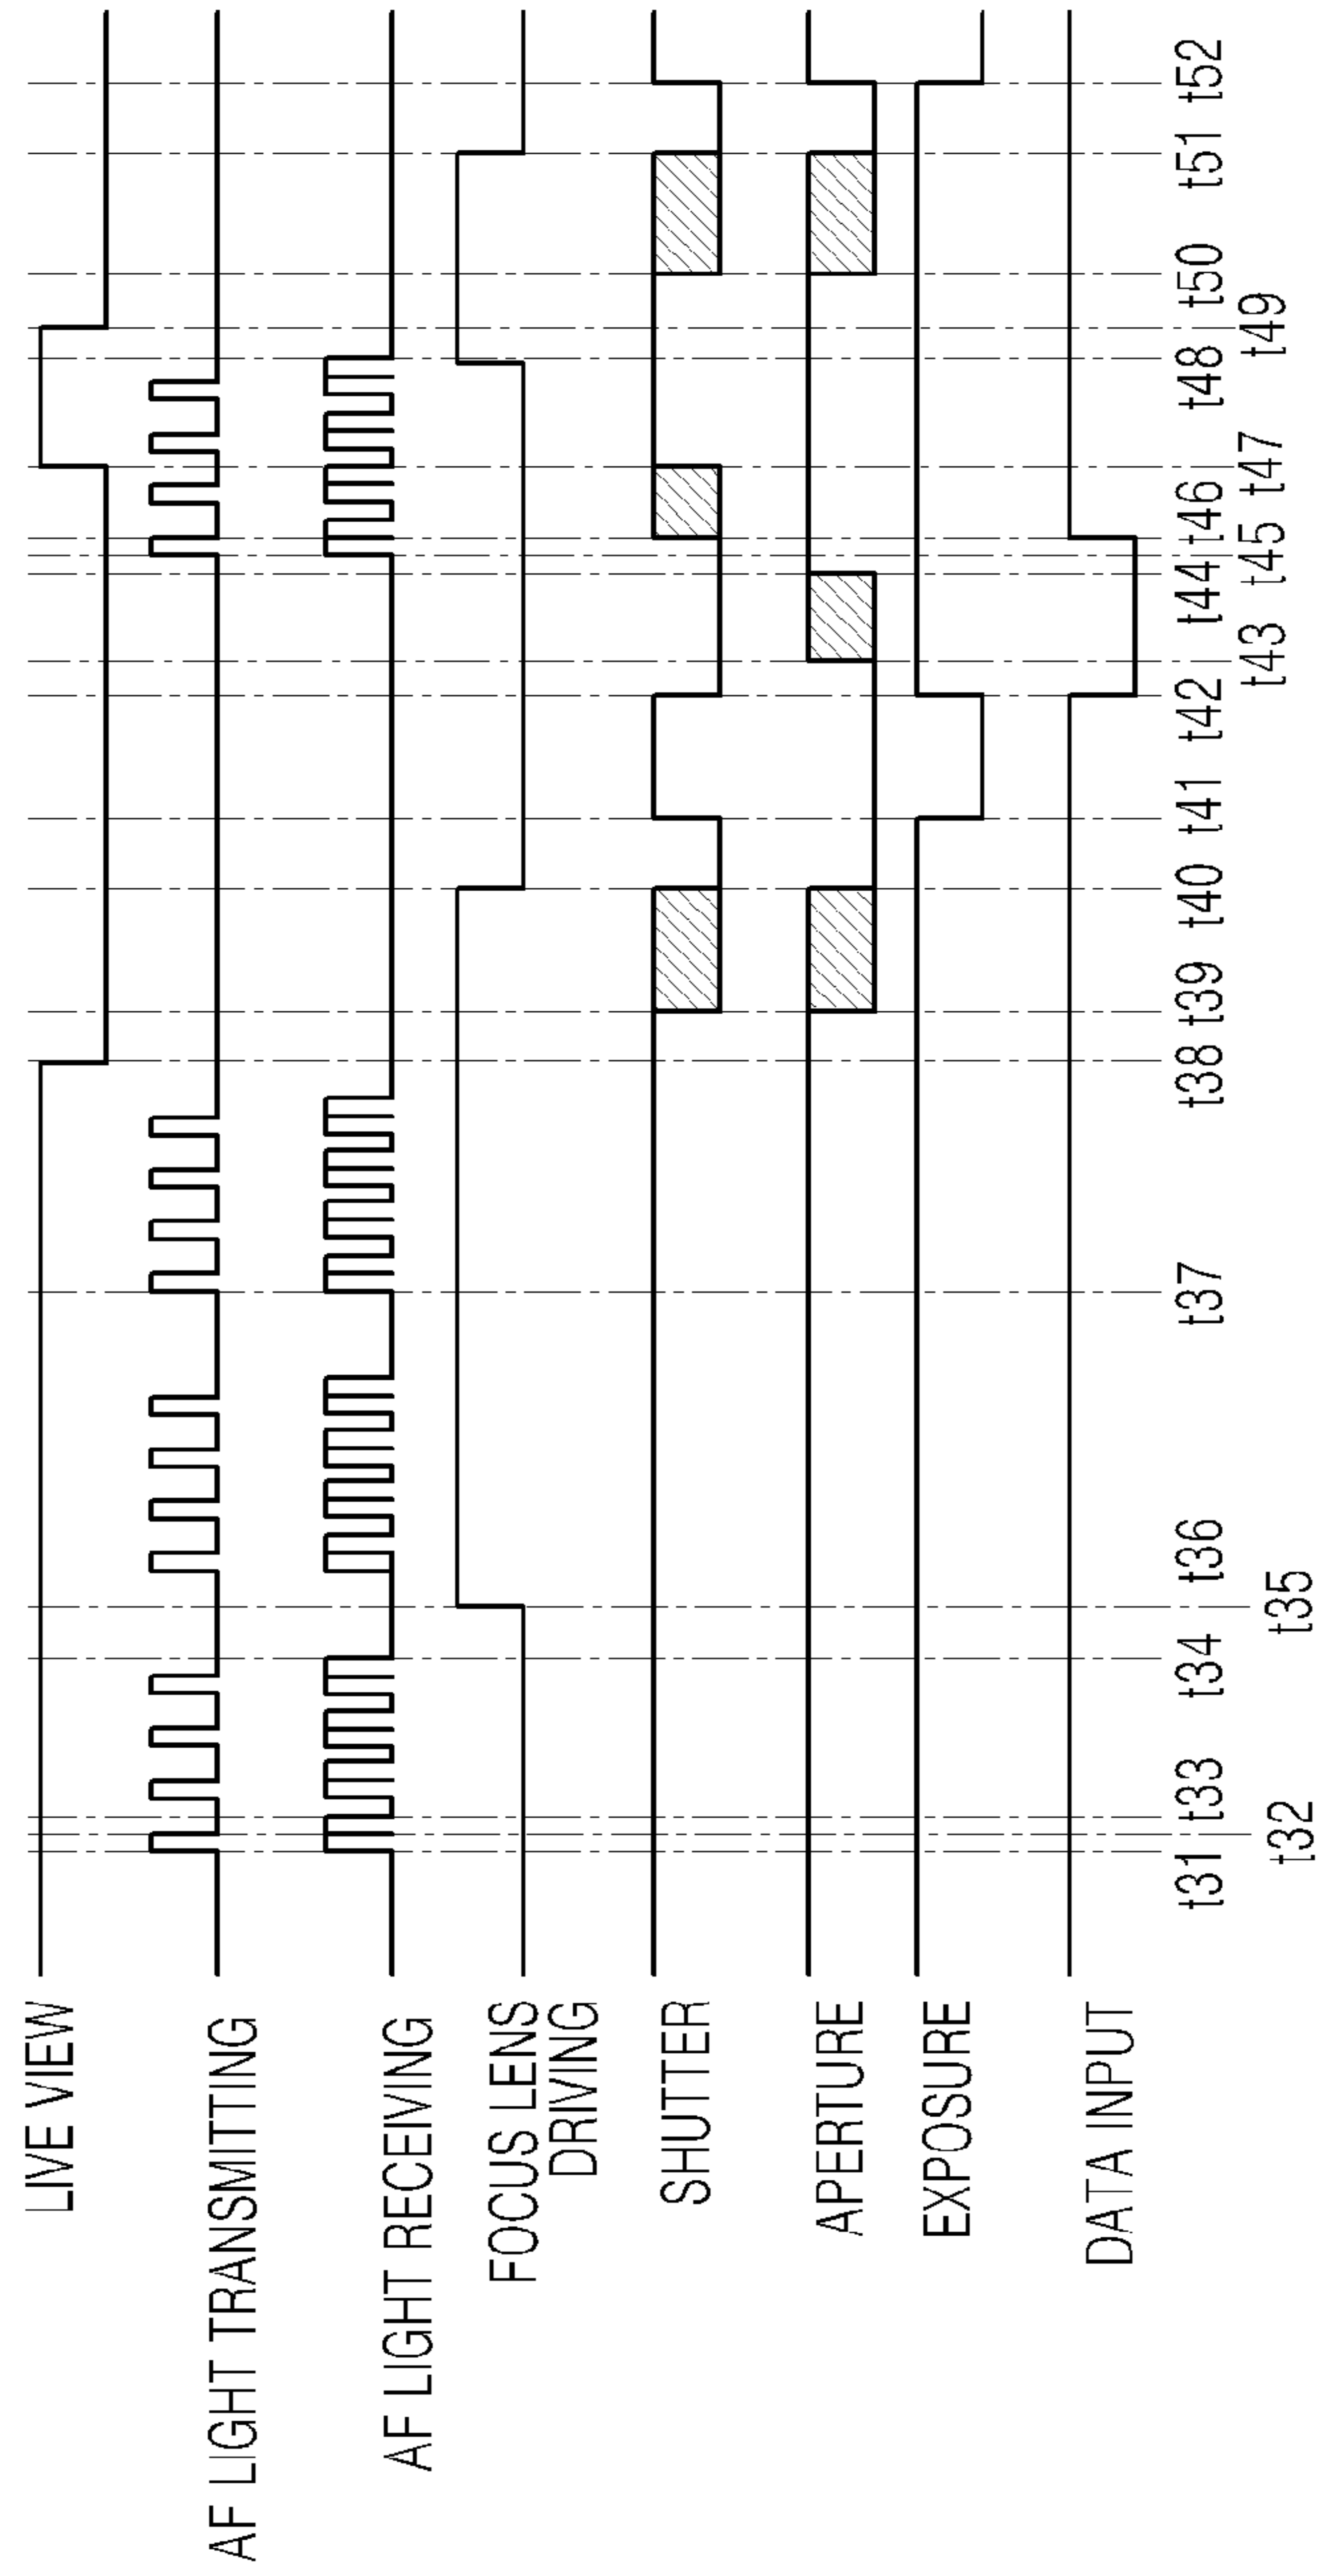 LIVE VIEW
AF LIGHT TRANSMITTING
AF LIGHT RECEIVING
FOCUS LENS
DRIVING
SHUTTER
APERTURE
EXPOSURE
DATA INPUT
t31 t33 t34 t36 t37 t38 t39 t40 t41 t42 t44 t46 t48 t50 t51 t52
t43 t45 t47 t49
t32 t35